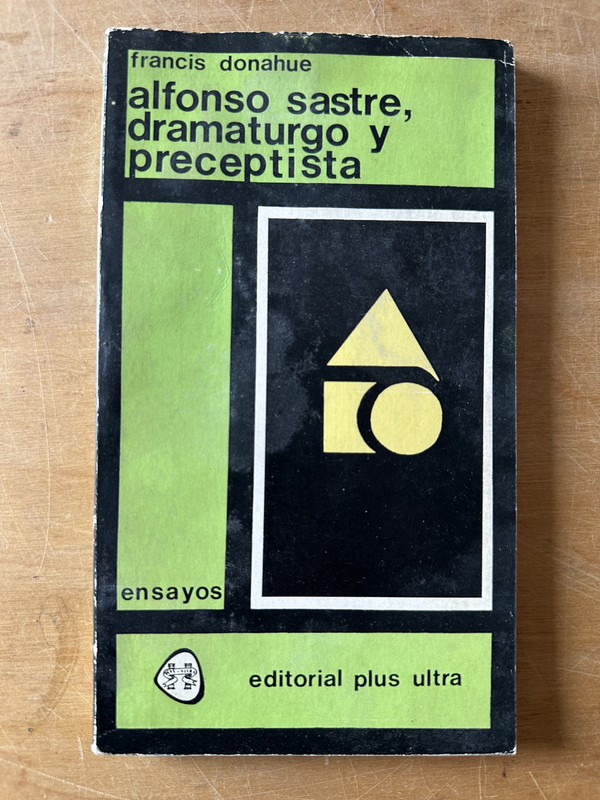 francis donahue
alfonso sastre,
dramaturgo y
preceptista
ensayos
editorial plus ultra